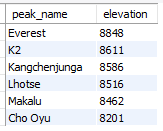 peak_name elevation
Everest 8848
K2 8611
Kangchenjunga 8586
Lhotse 8516
Makalu 8462
Cho Oyu 8201